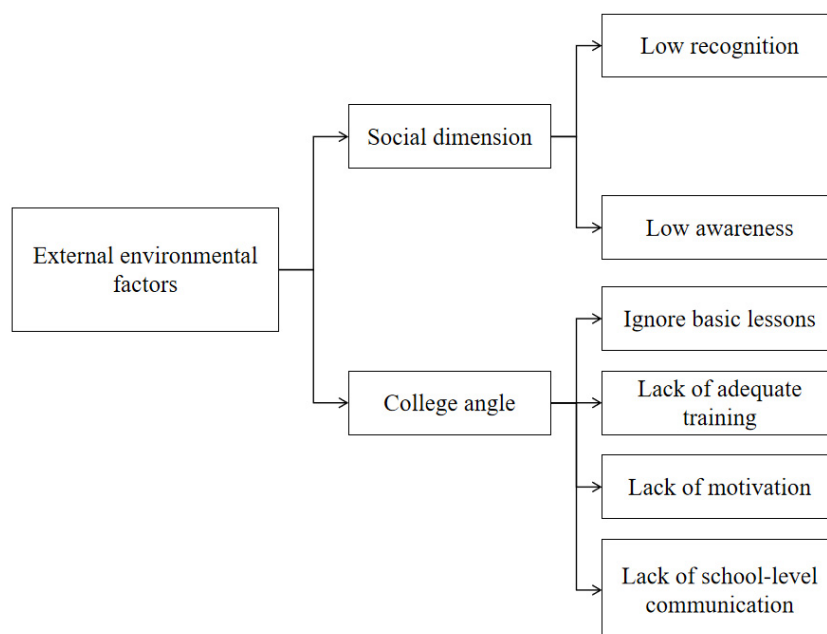 Low recognition
Social dimension
Low awareness
External environmental
factors
Ignore basic lessons
College angle
Lack of adequate
training
Lack of motivation
Lack of school-level
communication